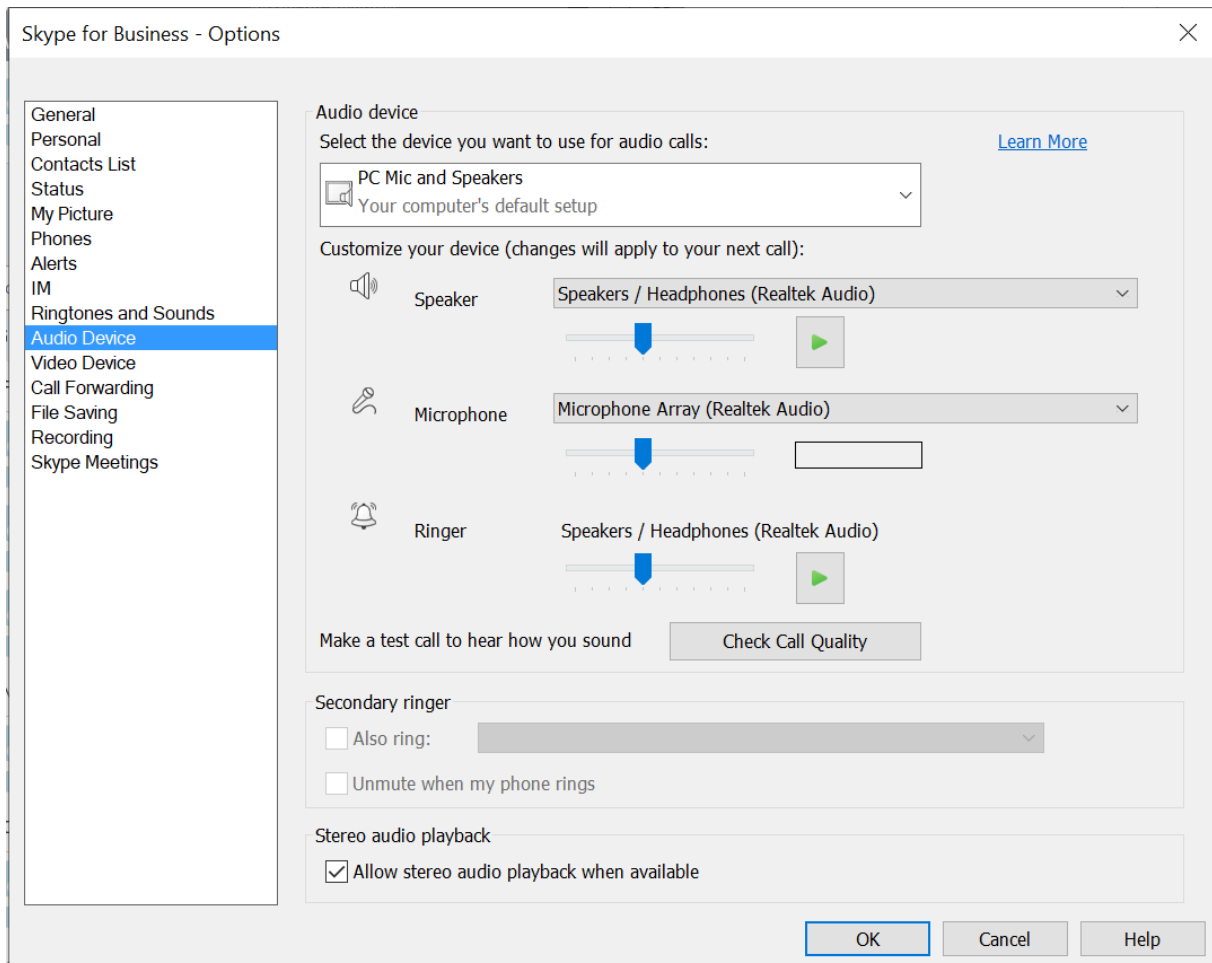 Skype for Business - Options
General
Personal
Contacts List
Status
My Picture
Phones
Alerts
IM
Ringtones and Sounds
Audio Device
Video Device
Call Forwarding
File Saving
Recording
Skype Meetings
Audio device
Select the device you want to use for audio calls: Learn More
PC Mic and Speakers
Your computer's default setup
Customize your device (changes will apply to your next call):
Speaker Speakers / Headphones (Realtek Audio)
Microphone Microphone Array (Realtek Audio)
Ringer Speakers / Headphones (Realtek Audio)
Make a test call to hear how you sound Check Call Quality
Secondary ringer
Also ring:
Unmute when my phone rings
Stereo audio playback
Allow stereo audio playback when available
OK Cancel Help